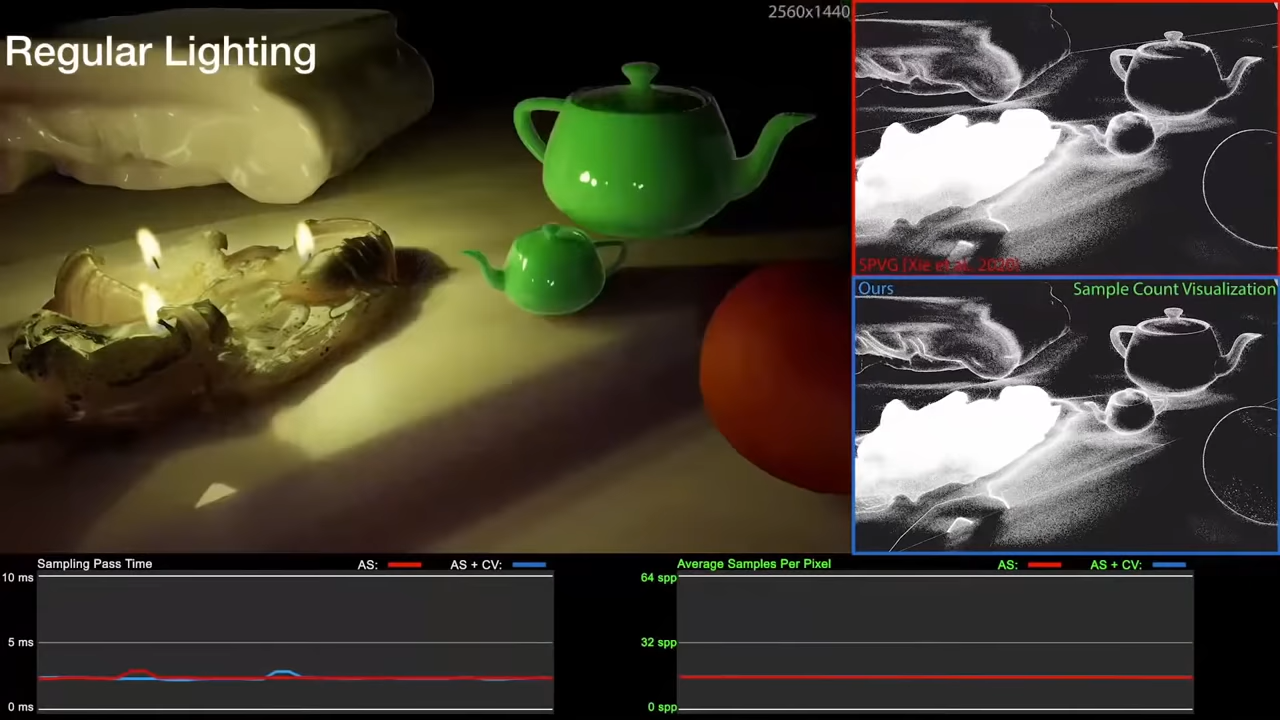 Regular Lighting
2560x1440
SPVG [Xie et al. 2020]
Ours
Sample Count Visualization
Sampling Pass Time
AS:
AS + CV:
10 ms
5 ms
0 ms
Average Samples Per Pixel
AS:
AS + CV:
64 spp
32 spp
0 spp